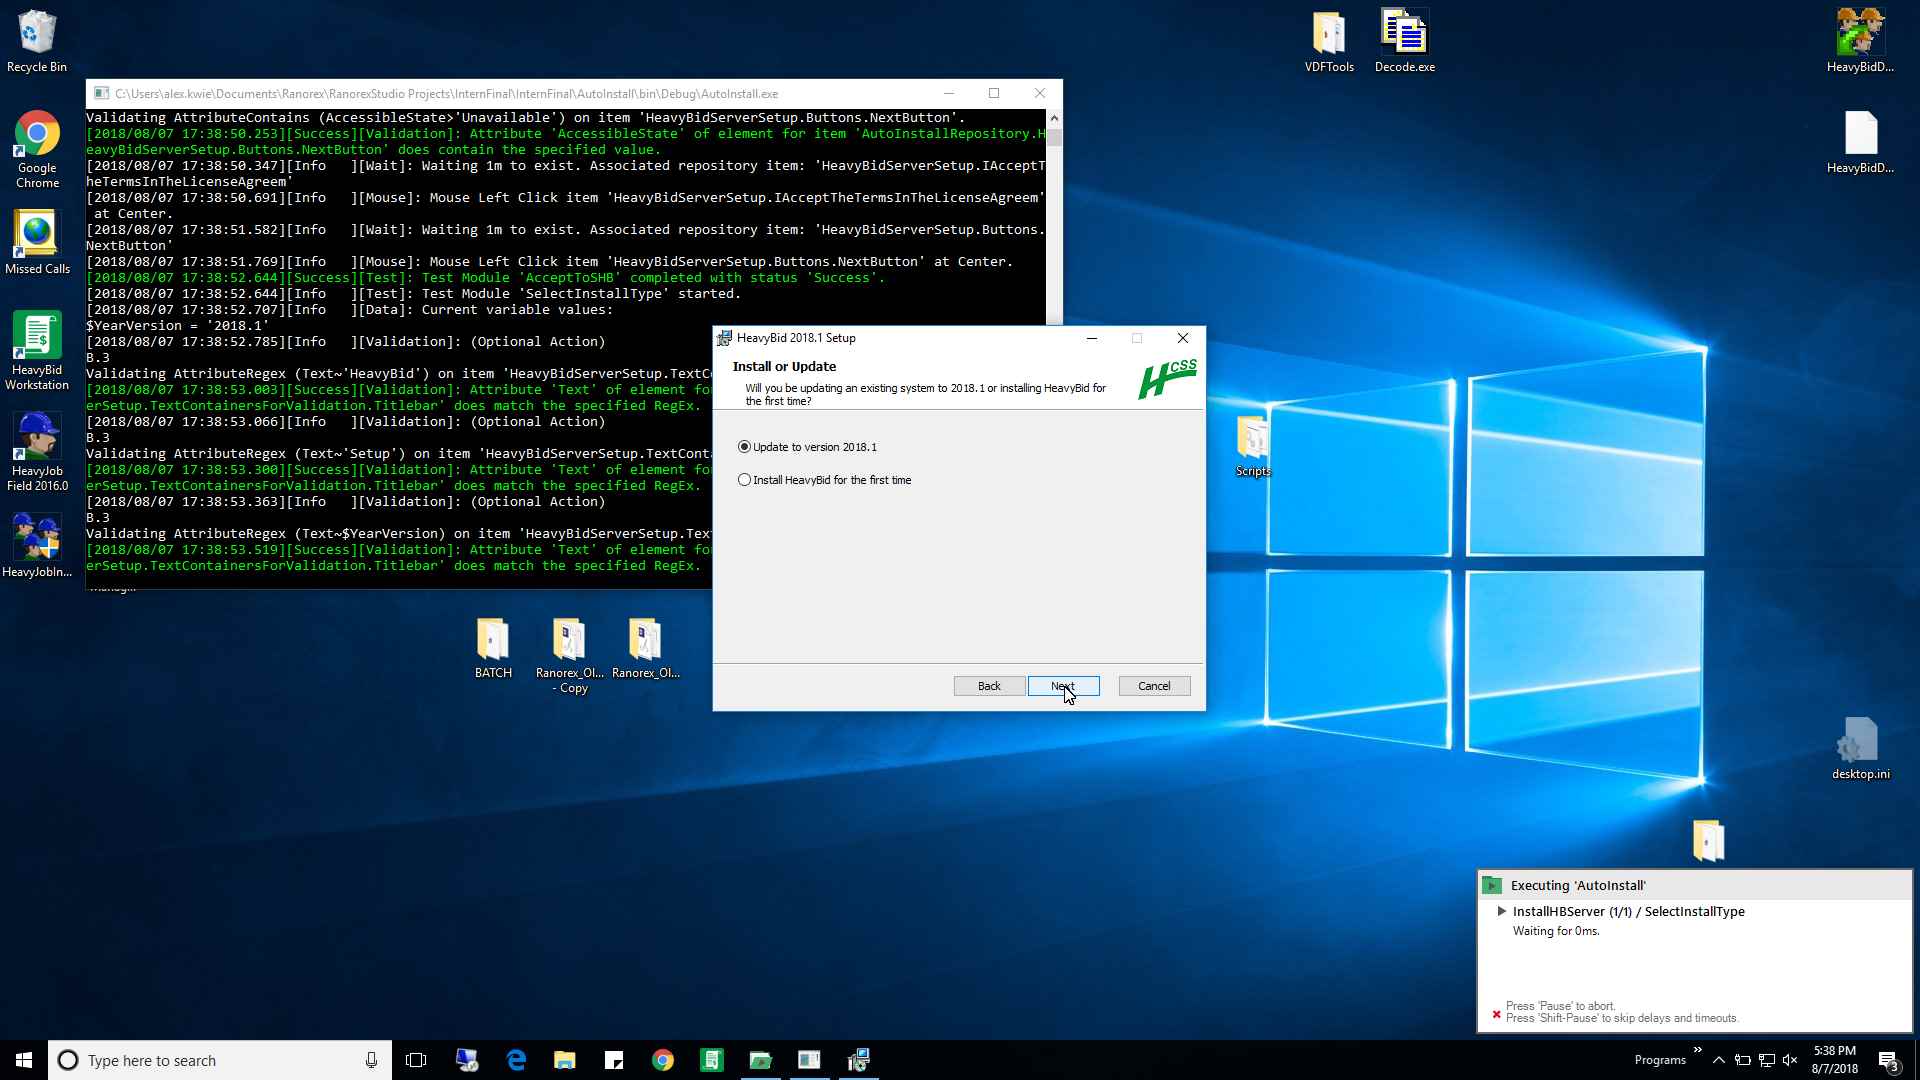 Recycle Bin
Google
Chrome
Missed Calls
HeavyBid
Workstation
HeavyJob
Field 2016.0
HeavyJobIn...
VDFTools
Decode.exe
HeavyBidD...
HeavyBidD...
Scripts
desktop.ini
BATCH
Ranorex_Ol...
- Copy
Ranorex_Ol...
C:\Users\alex.kwie\Documents\Ranorex\RanorexStudio Projects\InternFinal\InternFinal\AutoInstall\bin\Debug\AutoInstall.exe
Validating AttributeContains (AccessibleState>'Unavailable') on item 'HeavyBidServerSetup.Buttons.NextButton'.
[2018/08/07 17:38:50.253][Success][Validation]: Attribute 'AccessibleState' of element for item 'AutoInstallRepository.H
eavyBidServerSetup.Buttons.NextButton' does contain the specified value.
[2018/08/07 17:38:50.347][Info   ][Wait]: Waiting 1m to exist. Associated repository item: 'HeavyBidServerSetup.IAcceptT
heTermsInTheLicenseAgreem'
[2018/08/07 17:38:50.691][Info   ][Mouse]: Mouse Left Click item 'HeavyBidServerSetup.IAcceptTheTermsInTheLicenseAgreem'
 at Center.
[2018/08/07 17:38:51.582][Info   ][Wait]: Waiting 1m to exist. Associated repository item: 'HeavyBidServerSetup.Buttons.
NextButton'
[2018/08/07 17:38:51.769][Info   ][Mouse]: Mouse Left Click item 'HeavyBidServerSetup.Buttons.NextButton' at Center.
[2018/08/07 17:38:52.644][Success][Test]: Test Module 'AcceptToSHB' completed with status 'Success'.
[2018/08/07 17:38:52.644][Info   ][Test]: Test Module 'SelectInstallType' started.
[2018/08/07 17:38:52.707][Info   ][Data]: Current variable values:
$YearVersion = '2018.1'
[2018/08/07 17:38:52.785][Info   ][Validation]: (Optional Action)
B.3
Validating AttributeRegex (Text~'HeavyBid') on item 'HeavyBidServerSetup.TextC
[2018/08/07 17:38:53.003][Success][Validation]: Attribute 'Text' of element fo
erSetup.TextContainersForValidation.Titlebar' does match the specified RegEx.
[2018/08/07 17:38:53.066][Info   ][Validation]: (Optional Action)
B.3
Validating AttributeRegex (Text~'Setup') on item 'HeavyBidServerSetup.TextConta
[2018/08/07 17:38:53.300][Success][Validation]: Attribute 'Text' of element fo
erSetup.TextContainersForValidation.Titlebar' does match the specified RegEx.
[2018/08/07 17:38:53.363][Info   ][Validation]: (Optional Action)
B.3
Validating AttributeRegex (Text~$YearVersion) on item 'HeavyBidServerSetup.Text
[2018/08/07 17:38:53.519][Success][Validation]: Attribute 'Text' of element fo
erSetup.TextContainersForValidation.Titlebar' does match the specified RegEx.
HeavyBid 2018.1 Setup
Install or Update
Will you be updating an existing system to 2018.1 or installing HeavyBid for
the first time?
HCSS
Update to version 2018.1
Install HeavyBid for the first time
Back
Next
Cancel
Executing 'AutoInstall'
InstallHBServer (1/1) / SelectInstallType
Waiting for 0ms.
Press 'Pause' to abort.
Press 'Shift-Pause' to skip delays and timeouts.
Type here to search
Programs
»
5:38 PM
8/7/2018
3